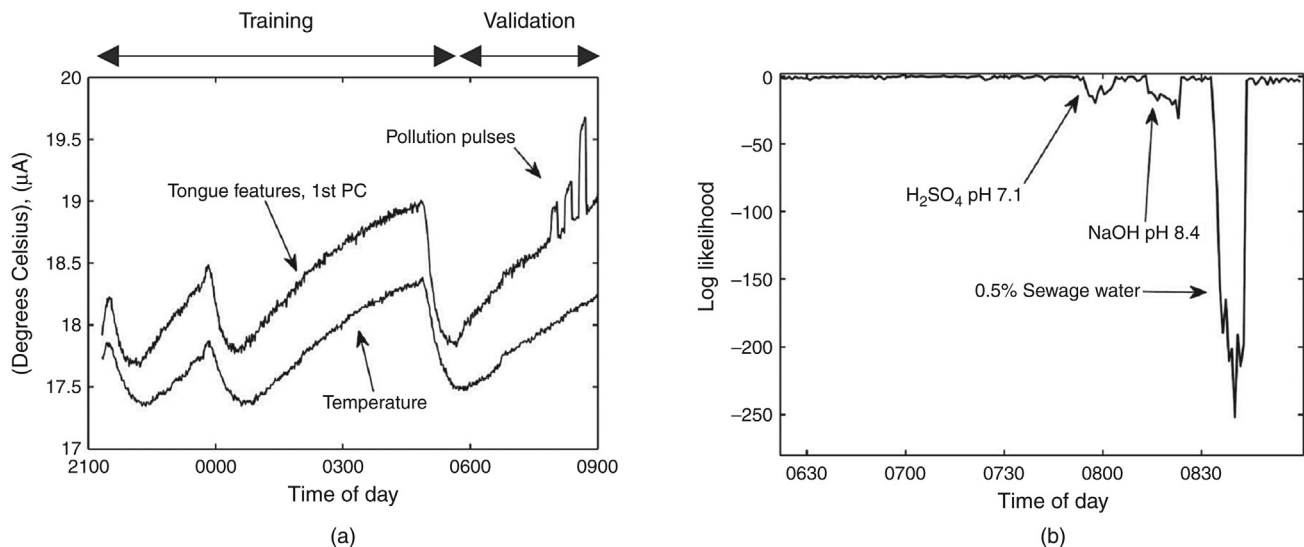 Training
Validation
(Degrees Celsius), (μA)
20
19.5
19
18.5
18
17.5
17
Pollution pulses
Tongue features, 1st PC
Temperature
2100
0000
0300
0600
0900
Time of day
(a)
Log likelihood
0
−50
−100
−150
−200
−250
H₂SO₄ pH 7.1
NaOH pH 8.4
0.5% Sewage water
0630
0700
0730
0800
0830
Time of day
(b)